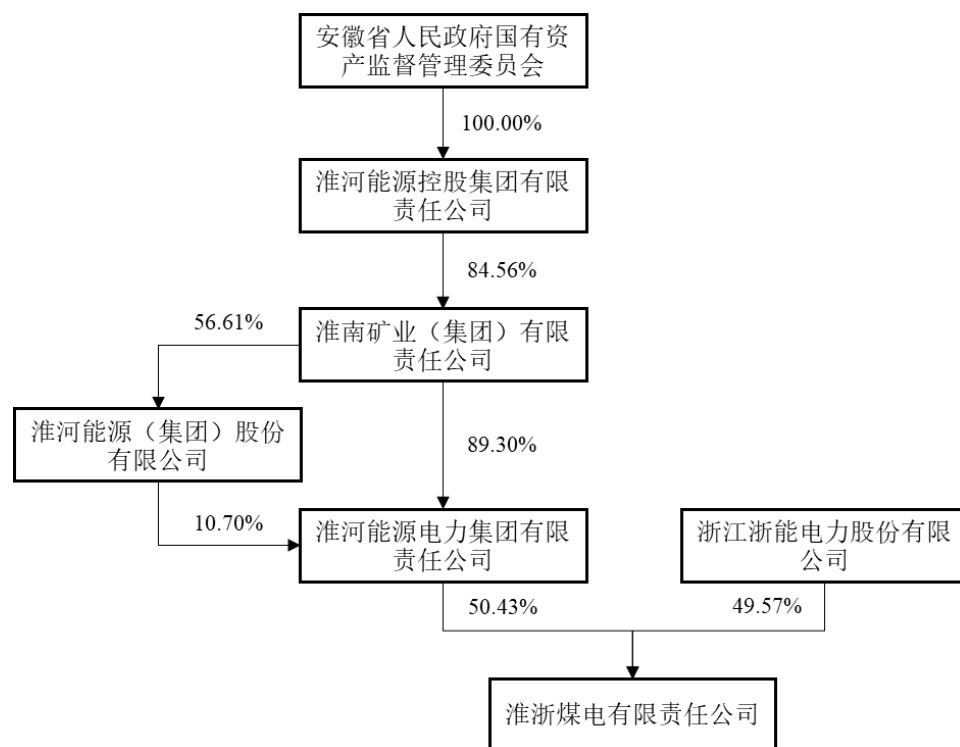 安徽省人民政府国有资
产监督管理委员会
100.00%
淮河能源控股集团有限
责任公司
84.56%
56.61%
淮南矿业（集团）有限
责任公司
淮河能源（集团）股份
有限公司
89.30%
10.70%
淮河能源电力集团有限
责任公司
浙江浙能电力股份有限
公司
50.43%
49.57%
淮浙煤电有限责任公司